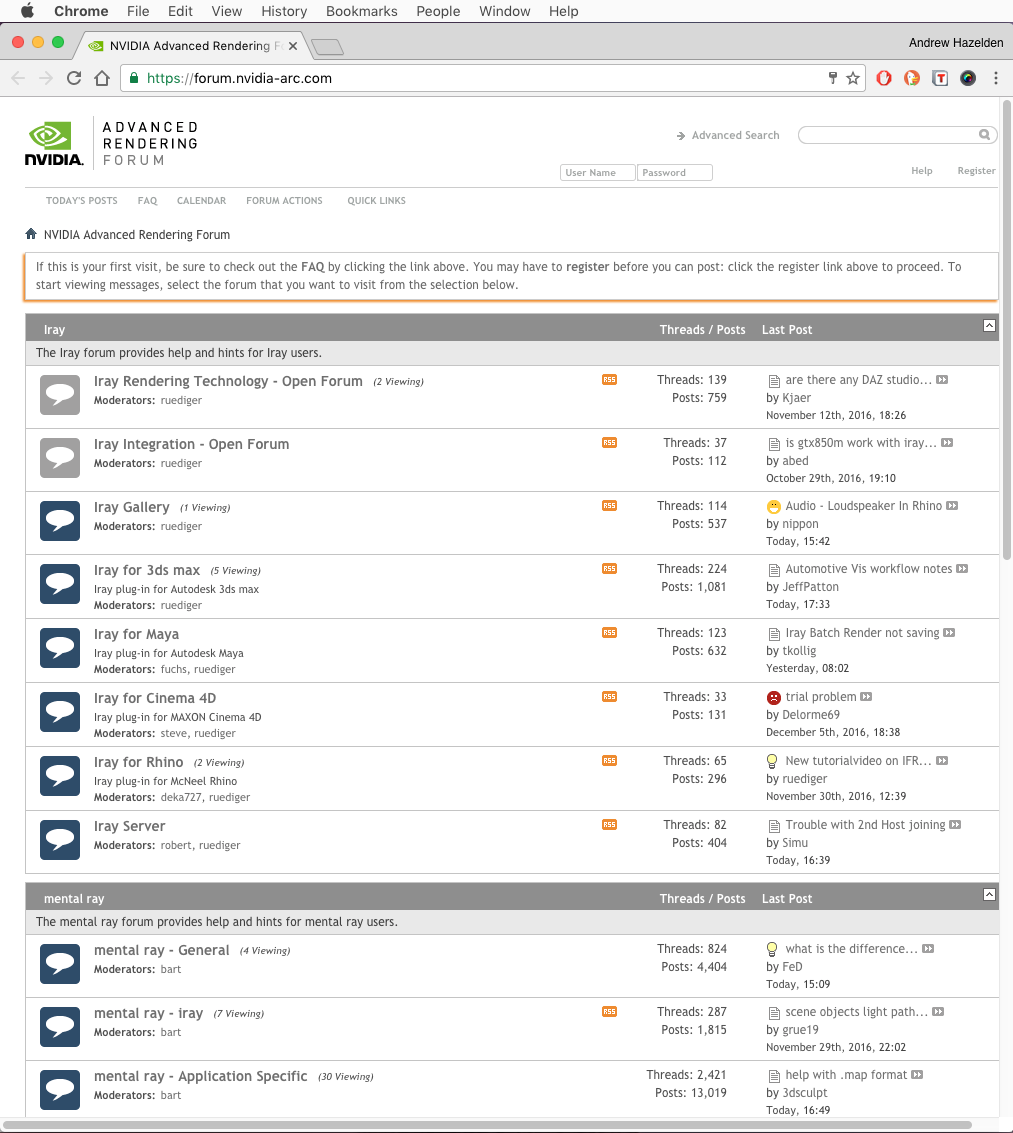 Chrome File Edit View History Bookmarks People Window Help
NVIDIA Advanced Rendering F
Andrew Hazelden
https://forum.nvidia-arc.com
NVIDIA.
ADVANCED
RENDERING
FORUM
Advanced Search
User Name Password Help Register
TODAY'S POSTS FAQ CALENDAR FORUM ACTIONS QUICK LINKS
NVIDIA Advanced Rendering Forum
If this is your first visit, be sure to check out the FAQ by clicking the link above. You may have to register before you can post: click the register link above to proceed. To
start viewing messages, select the forum that you want to visit from the selection below.
Iray Threads / Posts Last Post
The Iray forum provides help and hints for Iray users.
Iray Rendering Technology - Open Forum (2 Viewing) RSS Threads: 139 are there any DAZ studio...
Moderators: ruediger Posts: 759 by Kjaer
November 12th, 2016, 18:26
Iray Integration - Open Forum RSS Threads: 37 is gtx850m work with iray...
Moderators: ruediger Posts: 112 by abed
October 29th, 2016, 19:10
Iray Gallery (1 Viewing) RSS Threads: 114 Audio - Loudspeaker In Rhino
Moderators: ruediger Posts: 537 by nippon
Today, 15:42
Iray for 3ds max (5 Viewing) RSS Threads: 224 Automotive Vis workflow notes
Iray plug-in for Autodesk 3ds max Posts: 1,081 by JeffPatton
Moderators: ruediger Today, 17:33
Iray for Maya RSS Threads: 123 Iray Batch Render not saving
Iray plug-in for Autodesk Maya Posts: 632 by tkollig
Moderators: fuchs, ruediger Yesterday, 08:02
Iray for Cinema 4D RSS Threads: 33 trial problem
Iray plug-in for MAXON Cinema 4D Posts: 131 by Delorme69
Moderators: steve, ruediger December 5th, 2016, 18:38
Iray for Rhino (2 Viewing) RSS Threads: 65 New tutorialvideo on IFR...
Iray plug-in for McNeel Rhino Posts: 296 by ruediger
Moderators: deka727, ruediger November 30th, 2016, 12:39
Iray Server RSS Threads: 82 Trouble with 2nd Host joining
Moderators: robert, ruediger Posts: 404 by Simu
Today, 16:39
mental ray Threads / Posts Last Post
The mental ray forum provides help and hints for mental ray users.
mental ray - General (4 Viewing) Threads: 824 what is the difference...
Moderators: bart Posts: 4,404 by FeD
Today, 15:09
mental ray - iray (7 Viewing) RSS Threads: 287 scene objects light path...
Moderators: bart Posts: 1,815 by grue19
November 29th, 2016, 22:02
mental ray - Application Specific (30 Viewing) Threads: 2,421 help with .map format
Moderators: bart Posts: 13,019 by 3dsculpt
Today, 16:49